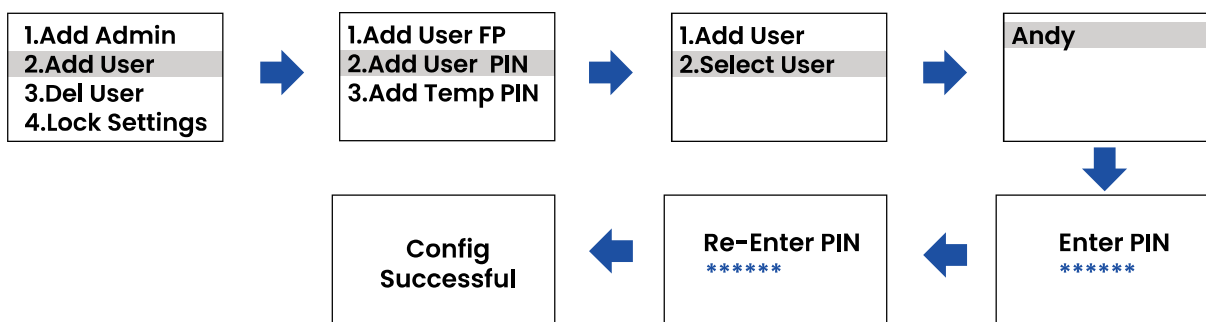 1.Add Admin
2.Add User
3.Del User
4.Lock Settings
1.Add User FP
2.Add User PIN
3.Add Temp PIN
1.Add User
2.Select User
Andy
Enter PIN
******
Re-Enter PIN
******
Config
Successful